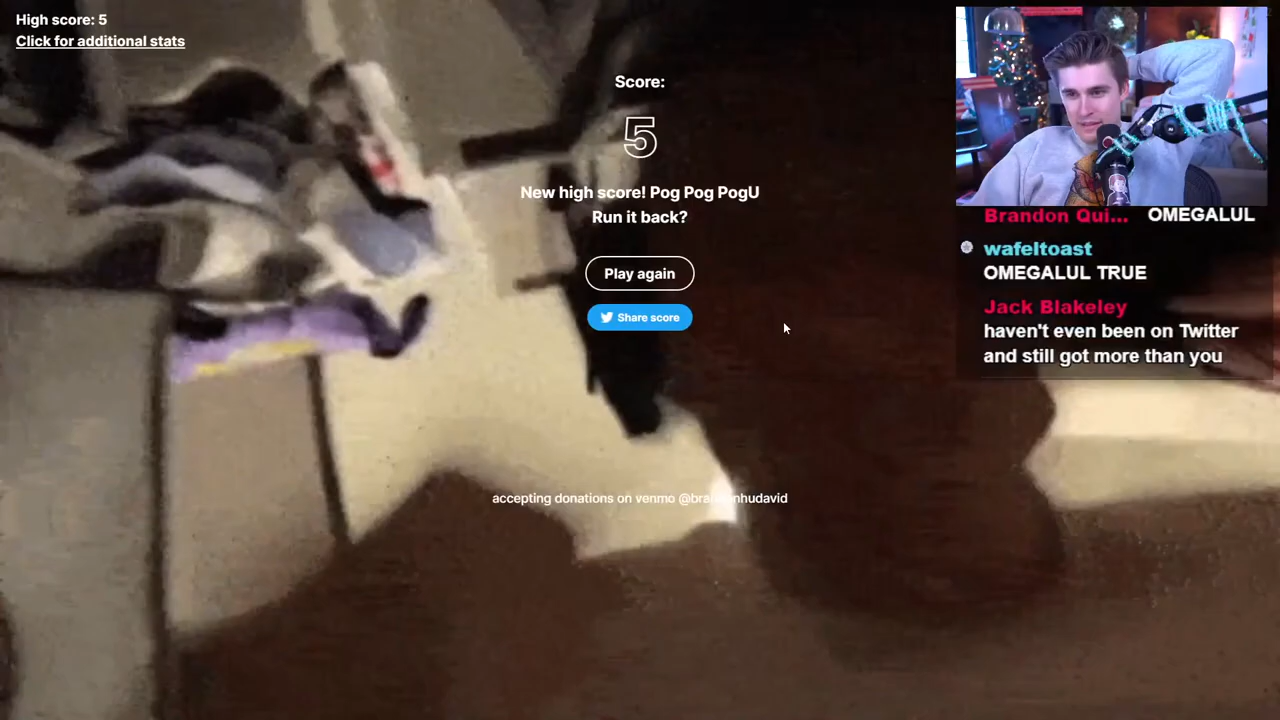 High score: 5
Click for additional stats
Score:
5
New high score! Pog Pog PogU
Run it back?
Play again
Share score
accepting donations on venmo @brandonhudavid
Brandon Qui... OMEGALUL
wafeltoast
OMEGALUL TRUE
Jack Blakeley
haven't even been on Twitter
and still got more than you